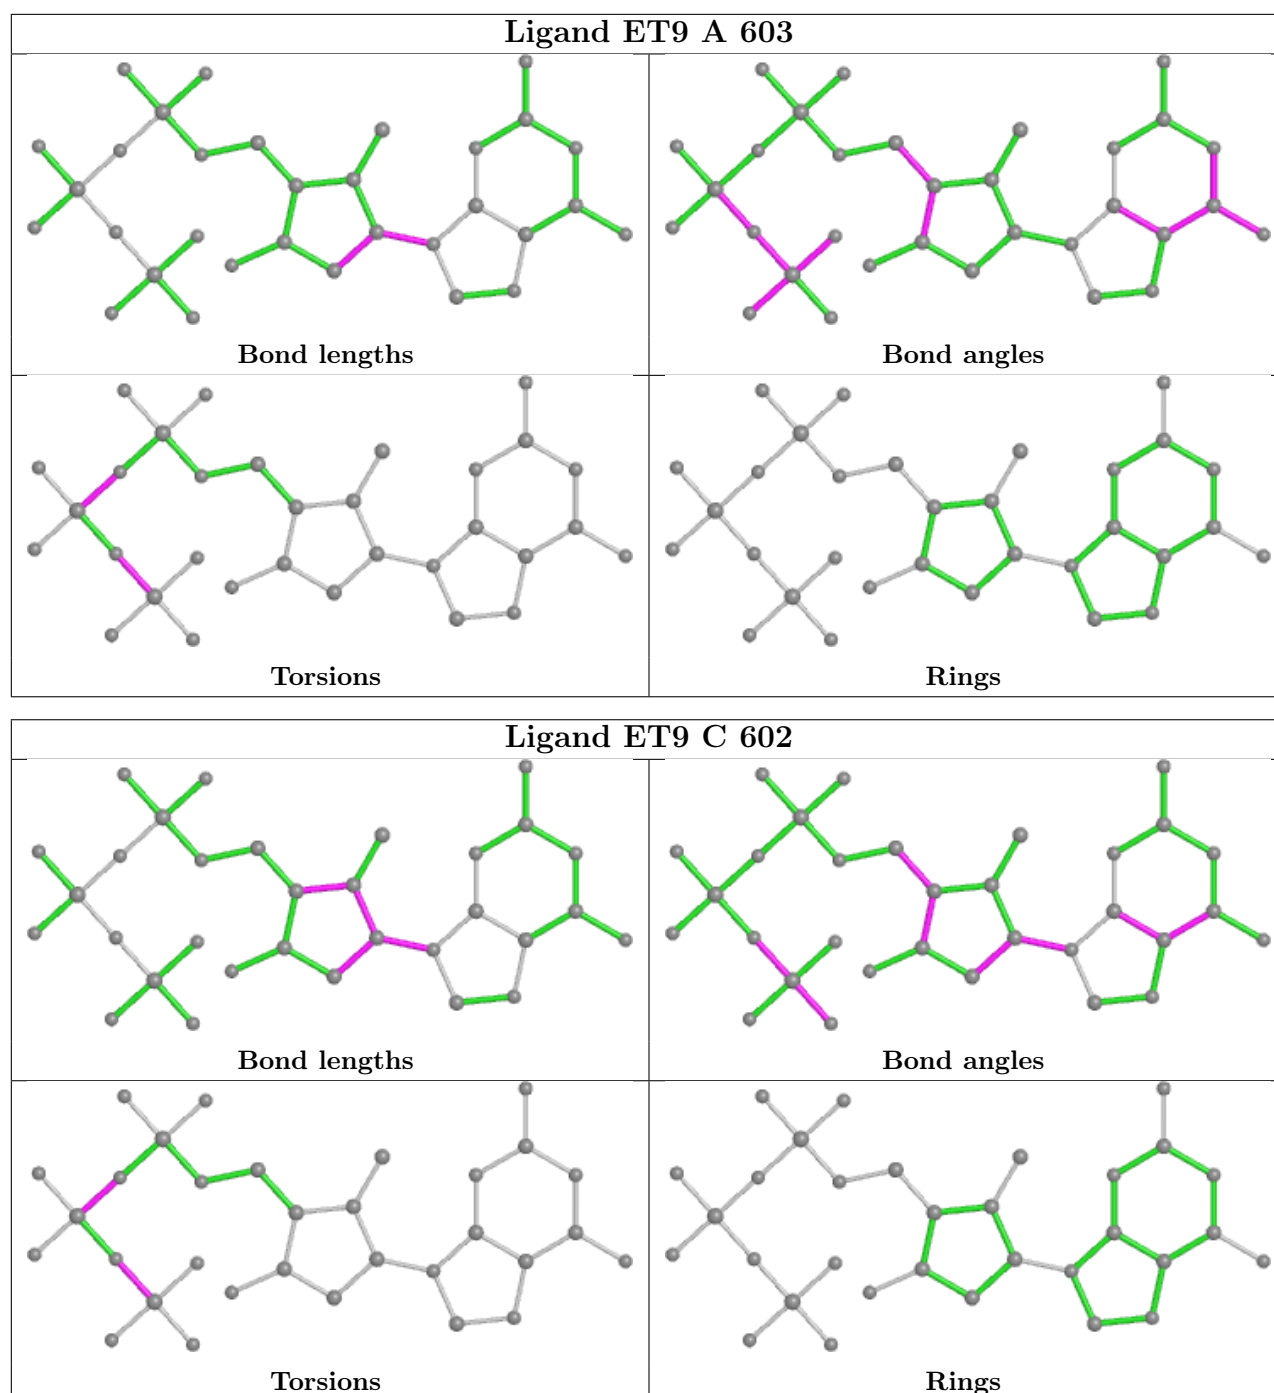 Ligand ET9 A 603
Bond lengths
Bond angles
Torsions
Rings
Ligand ET9 C 602
Bond lengths
Bond angles
Torsions
Rings